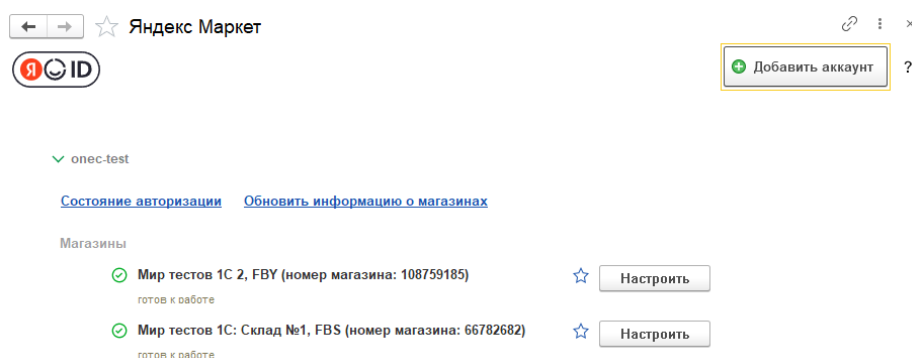 Яндекс Маркет
Я ID
Добавить аккаунт ?
onec-test
Состояние авторизации Обновить информацию о магазинах
Магазины
Мир тестов 1С 2, FBY (номер магазина: 108759185) Настроить
готов к работе
Мир тестов 1С: Склад №1, FBS (номер магазина: 66782682) Настроить
готов к работе